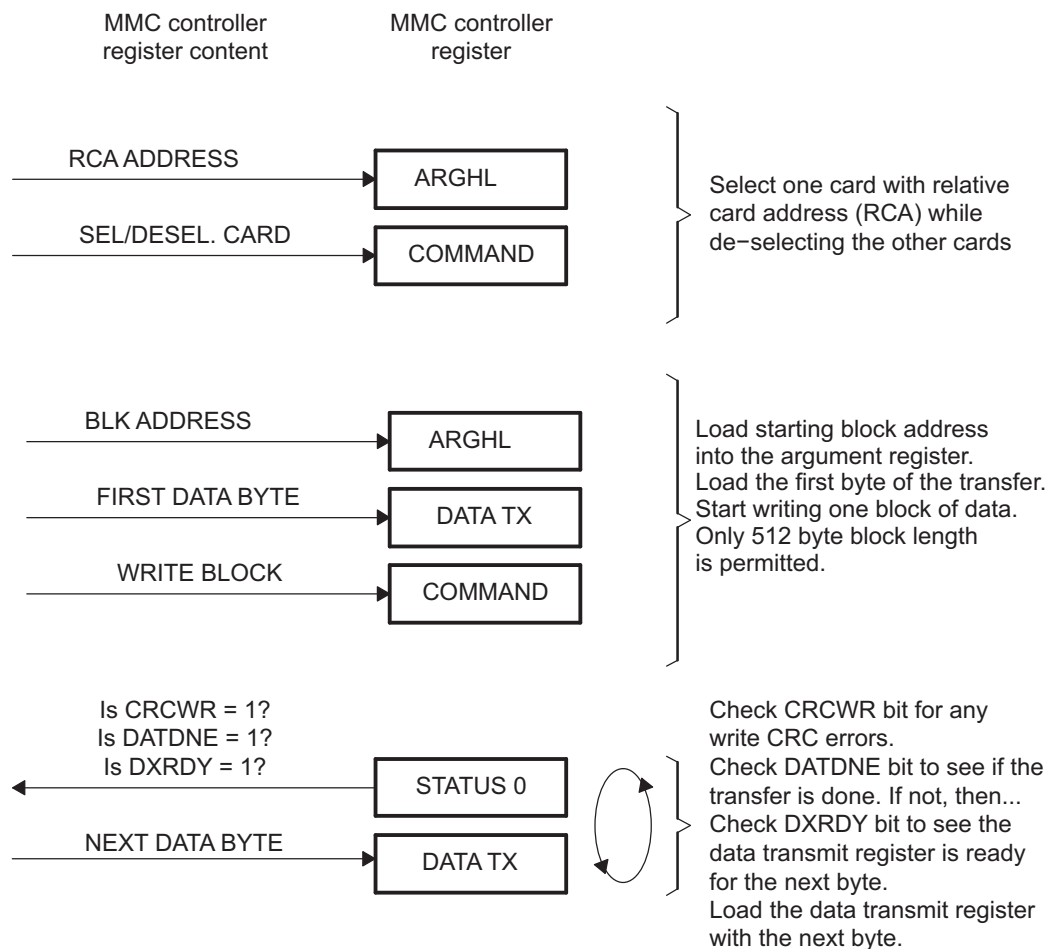 MMC controller
register content
MMC controller
register
RCA ADDRESS
ARGHL
SEL/DESEL. CARD
COMMAND
Select one card with relative
card address (RCA) while
de−selecting the other cards
BLK ADDRESS
ARGHL
FIRST DATA BYTE
DATA TX
WRITE BLOCK
COMMAND
Load starting block address
into the argument register.
Load the first byte of the transfer.
Start writing one block of data.
Only 512 byte block length
is permitted.
Is CRCWR = 1?
Is DATDNE = 1?
Is DXRDY = 1?
STATUS 0
NEXT DATA BYTE
DATA TX
Check CRCWR bit for any
write CRC errors.
Check DATDNE bit to see if the
transfer is done. If not, then...
Check DXRDY bit to see the
data transmit register is ready
for the next byte.
Load the data transmit register
with the next byte.